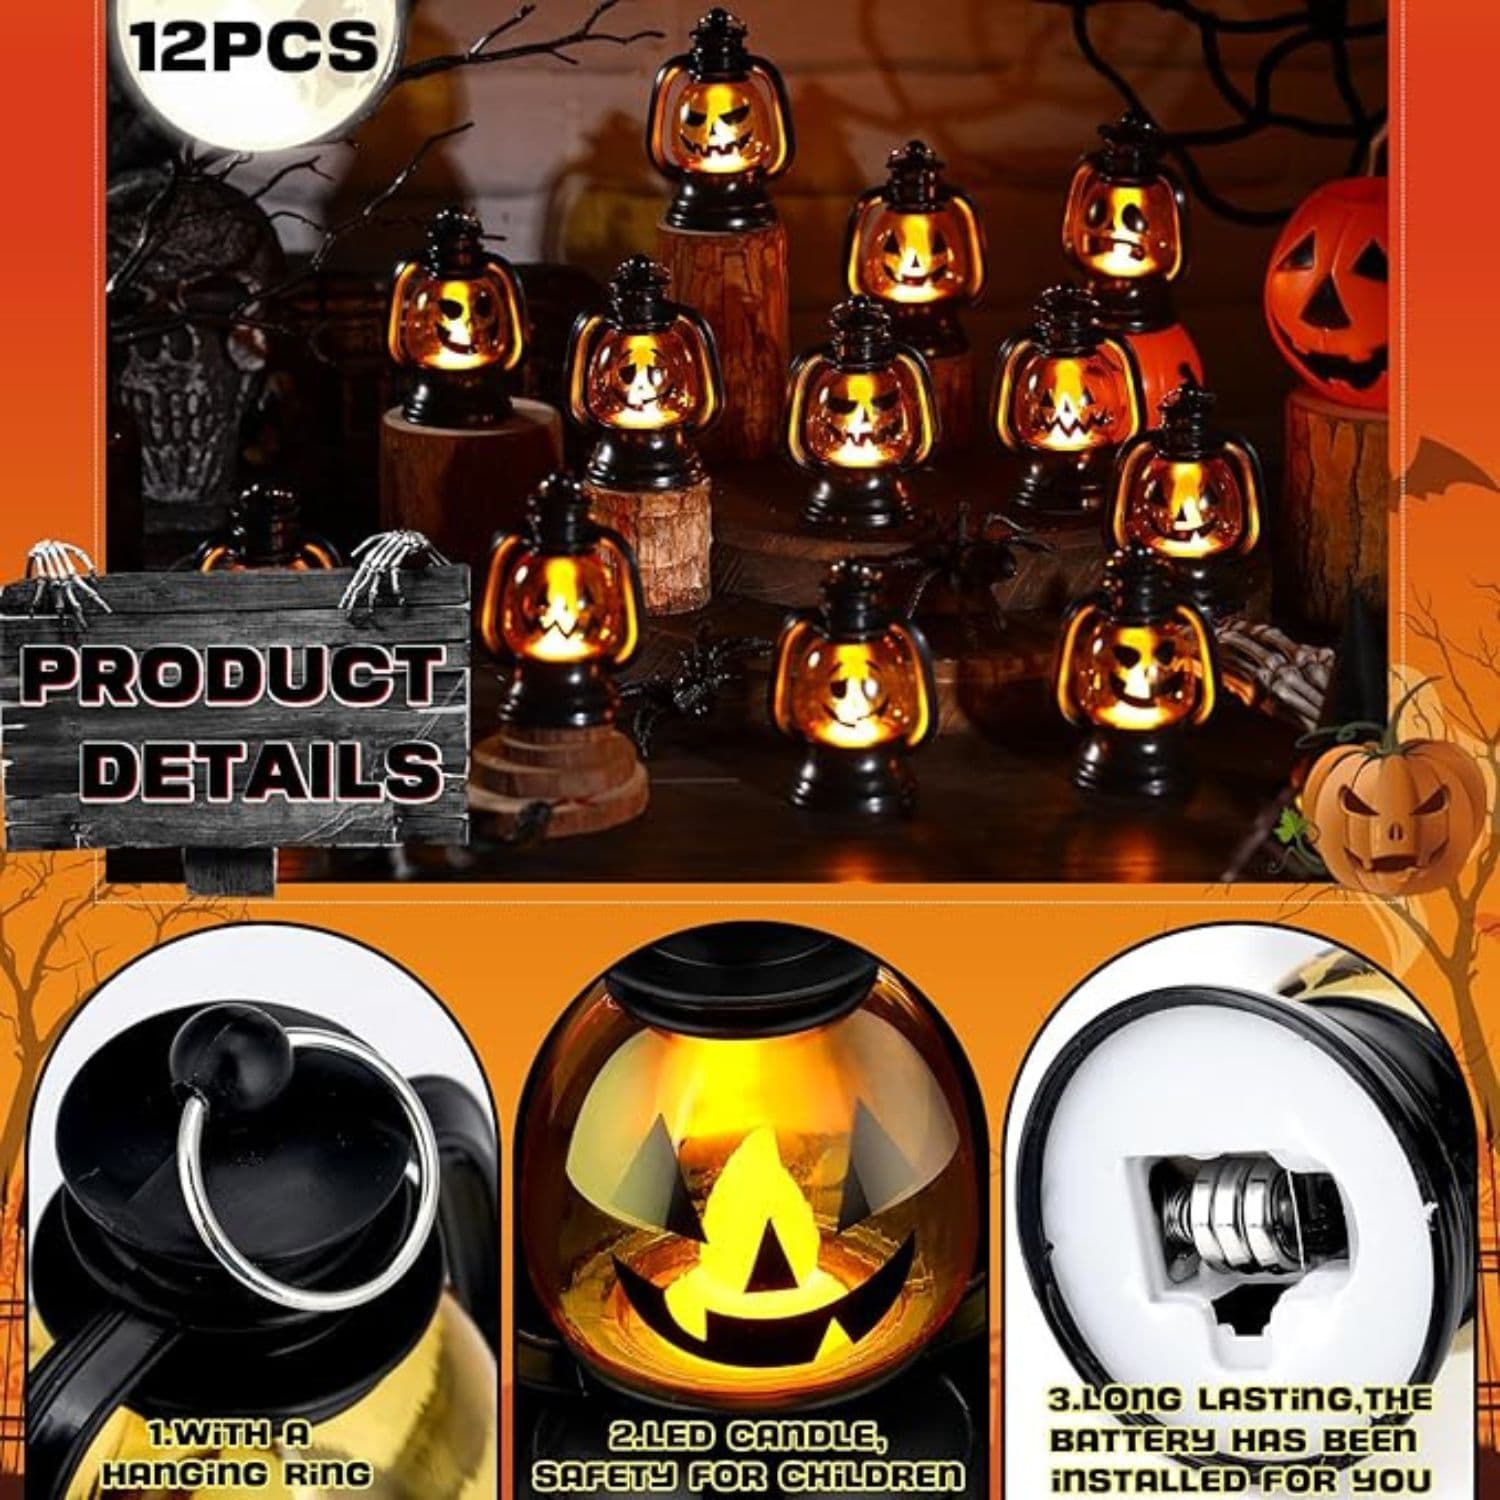 12PCS
PRODUCT
DETAILS
1.WITH A
HANGING RING
2.LED CANDLE,
SAFETY FOR CHILDREN
3.LONG LASTING,THE
BATTERY HAS BEEN
INSTALLED FOR YOU